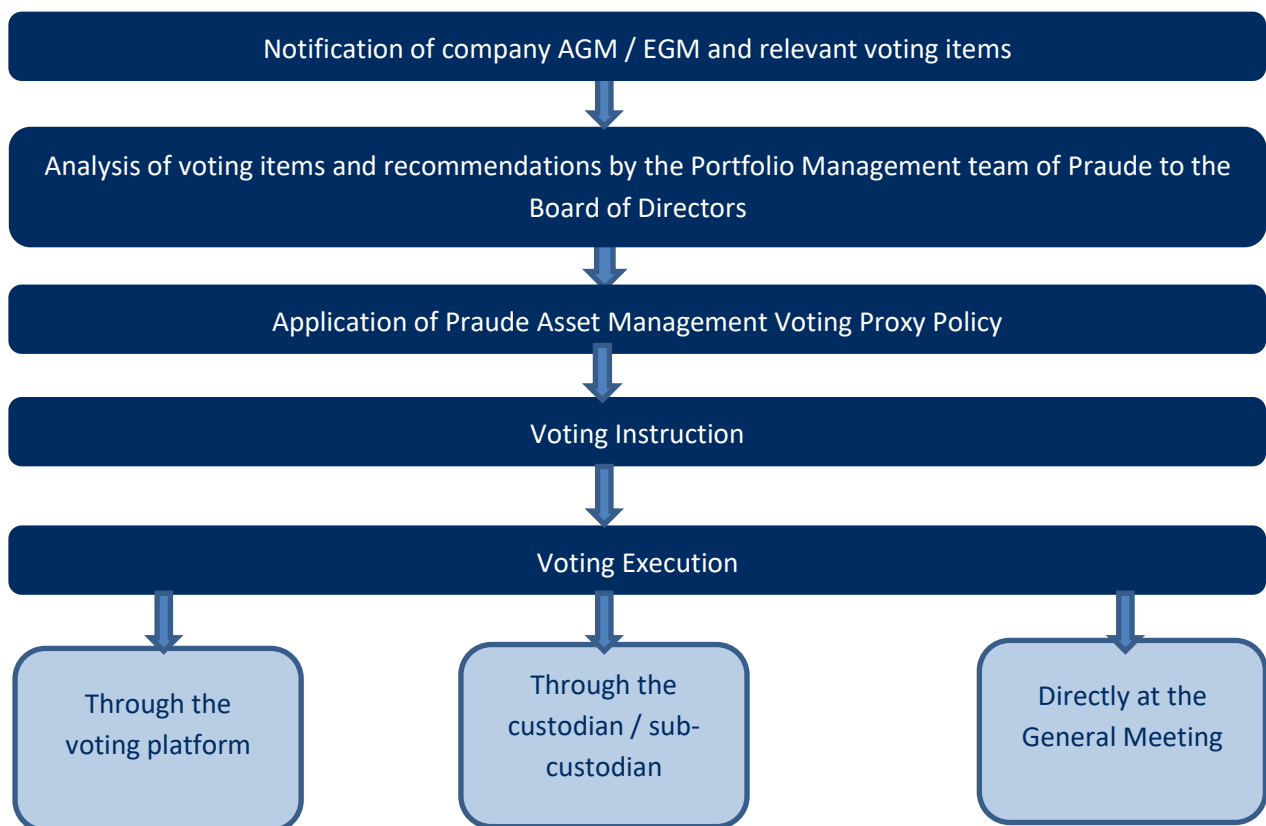 Notification of company AGM / EGM and relevant voting items
Analysis of voting items and recommendations by the Portfolio Management team of Praude to the
Board of Directors
Application of Praude Asset Management Voting Proxy Policy
Voting Instruction
Voting Execution
Through the
voting platform
Through the
custodian / sub-
custodian
Directly at the
General Meeting